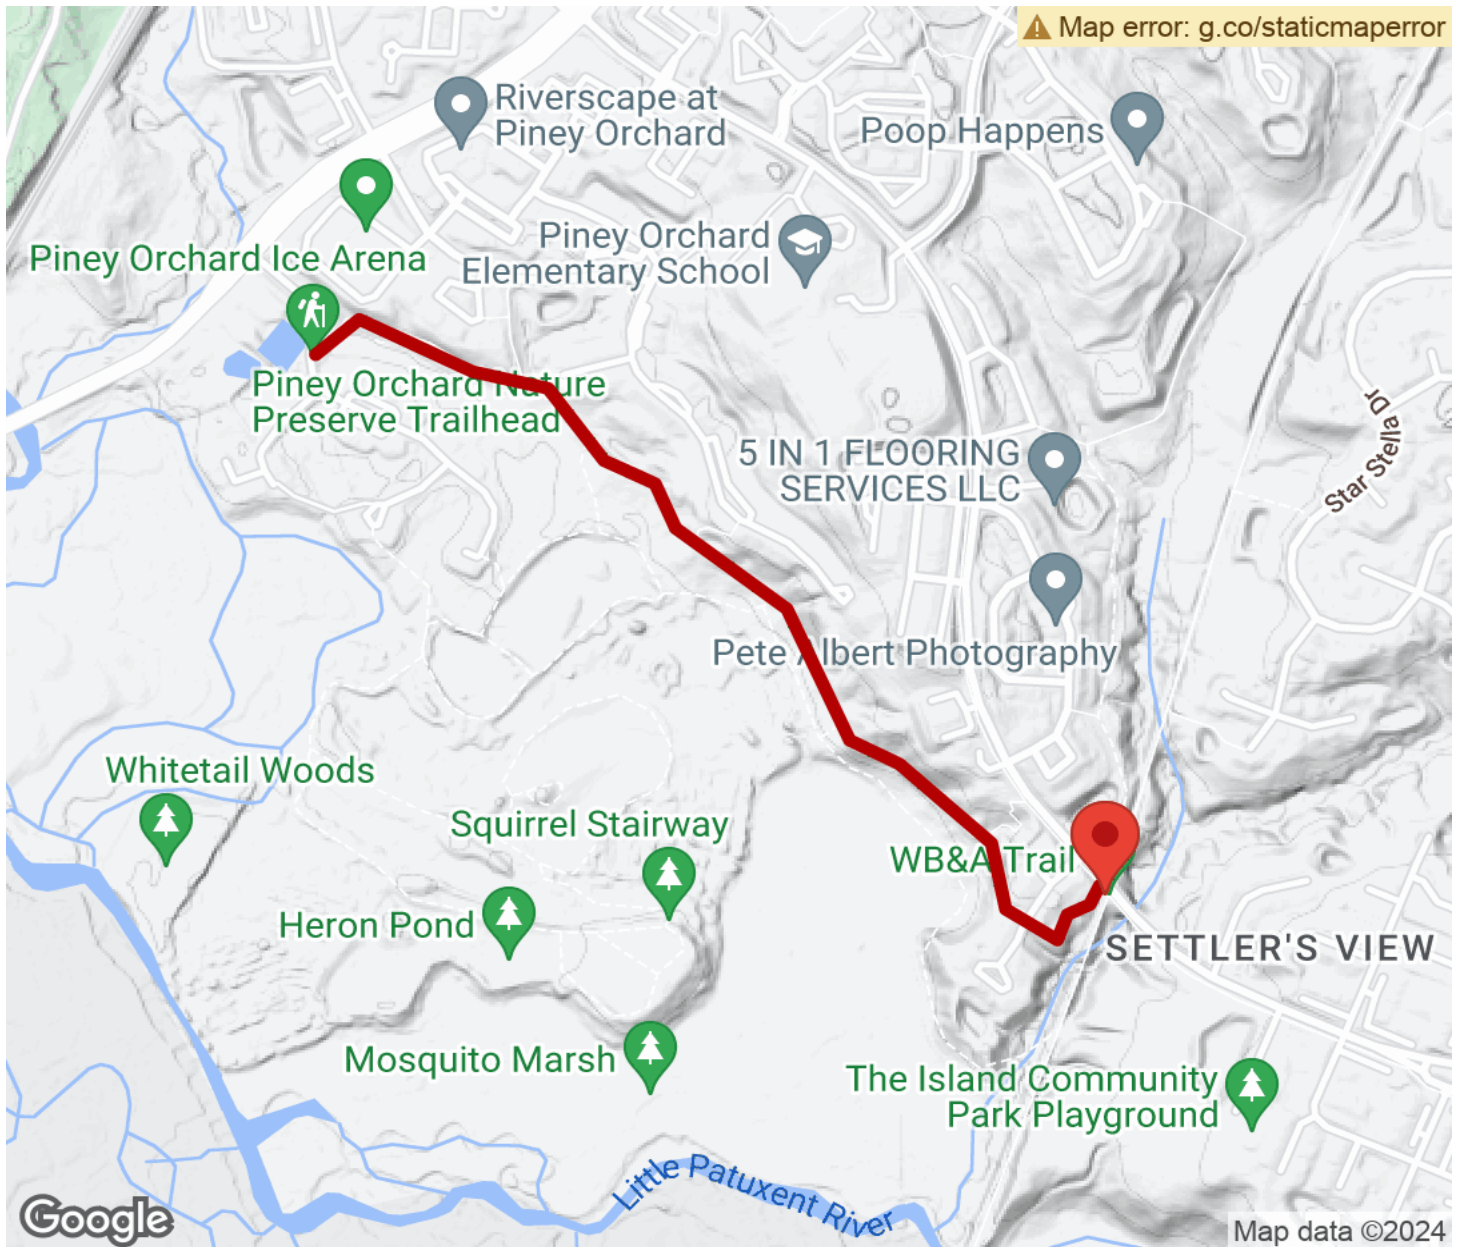 Map error: g.co/staticmaperror
Riverscape at
Piney Orchard
Poop Happens
Piney Orchard Ice Arena
Piney Orchard
Elementary School
Piney Orchard Nature
Preserve Trailhead
5 IN 1 FLOORING
SERVICES LLC
Star Stella Dr
Pete Albert Photography
Whitetail Woods
Squirrel Stairway
WB&A Trail
Heron Pond
SETTLER'S VIEW
Mosquito Marsh
The Island Community
Park Playground
Little Patuxent River
Google
Map data ©2024